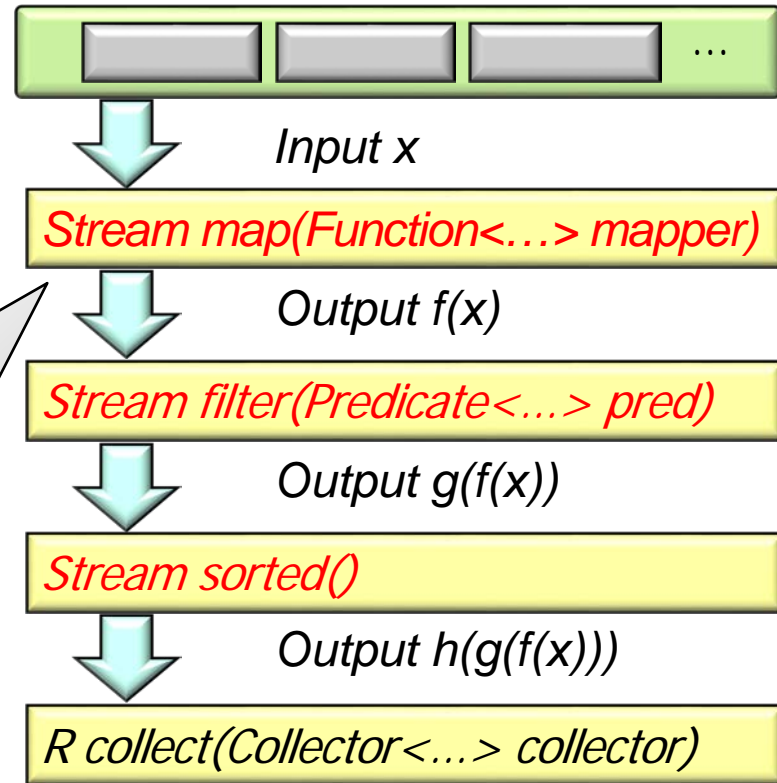 …
Input x
Stream map(Function<…> mapper)
Output f(x)
Stream filter(Predicate<…> pred)
Output g(f(x))
Stream sorted()
Output h(g(f(x)))
R collect(Collector<…> collector)